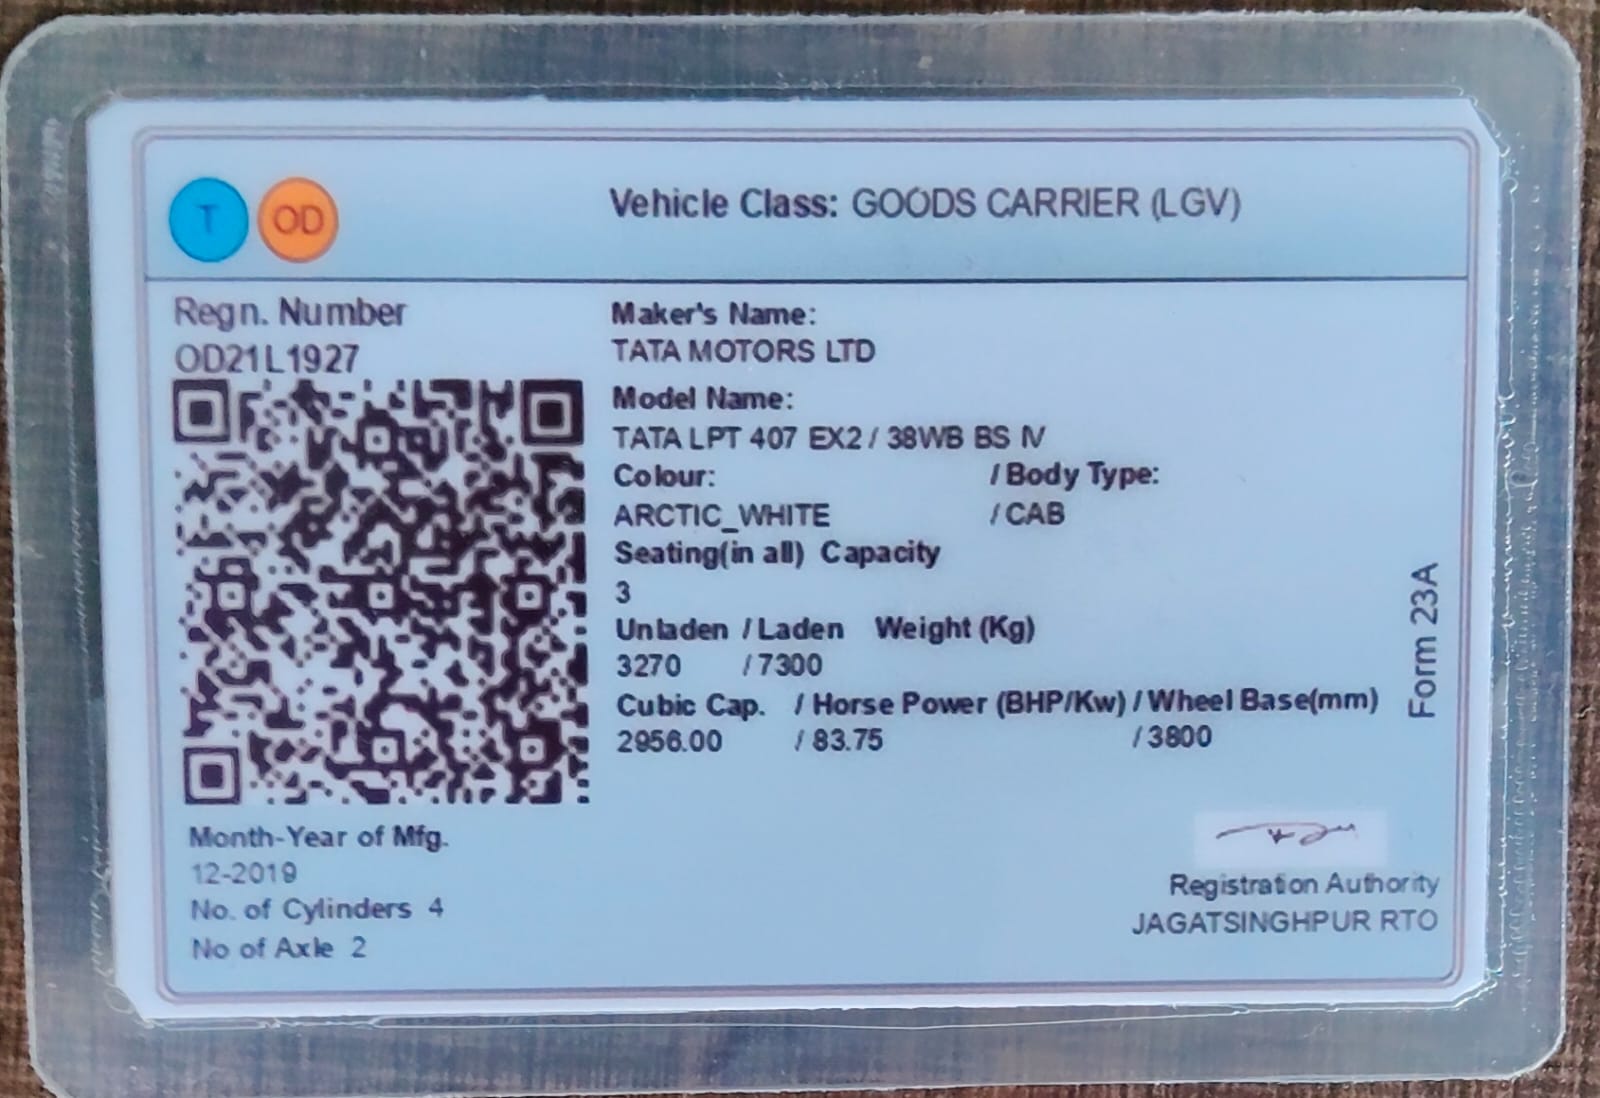 T OD Vehicle Class: GOODS CARRIER (LGV)
Regn. Number
OD21L1927
Maker's Name:
TATA MOTORS LTD
Model Name:
TATA LPT 407 EX2 / 38WB BS IV
Colour: / Body Type:
ARCTIC_WHITE / CAB
Seating(in all) Capacity
3
Unladen / Laden Weight (Kg)
3270 / 7300
Cubic Cap. / Horse Power (BHP/Kw) / Wheel Base(mm)
2956.00 / 83.75 / 3800
Form 23A
Month-Year of Mfg.
12-2019
No. of Cylinders 4
No of Axle 2
Registration Authority
JAGATSINGHPUR RTO